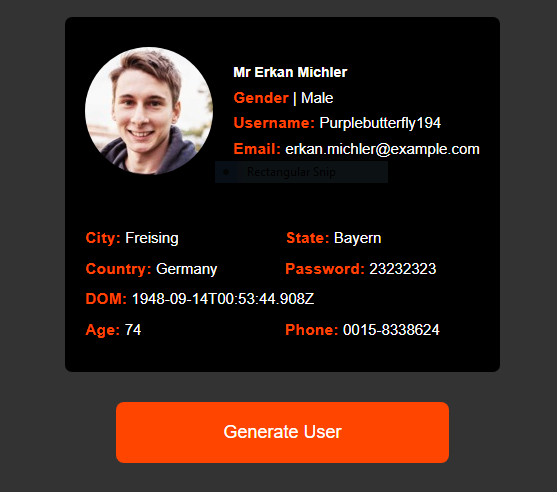 Mr Erkan Michler
Gender | Male
Username: Purplebutterfly194
Email: erkan.michler@example.com
Rectangular Snip
City: Freising
State: Bayern
Country: Germany
Password: 23232323
DOM: 1948-09-14T00:53:44.908Z
Age: 74
Phone: 0015-8338624
Generate User